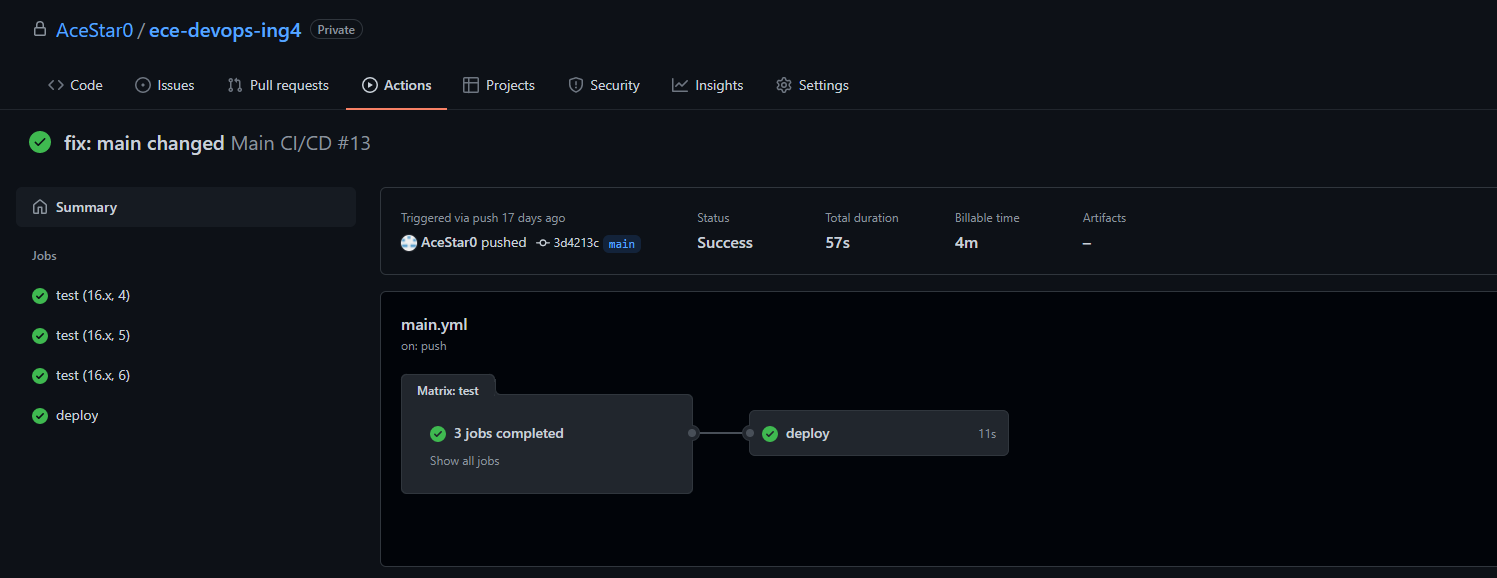 AceStar0 / ece-devops-ing4 Private
Code Issues Pull requests Actions Projects Security Insights Settings
fix: main changed Main CI/CD #13
Summary
Jobs
test (16.x, 4)
test (16.x, 5)
test (16.x, 6)
deploy
Triggered via push 17 days ago
AceStar0 pushed 3d4213c main
Status
Success
Total duration
57s
Billable time
4m
Artifacts
–
main.yml
on: push
Matrix: test
3 jobs completed
Show all jobs
deploy 11s